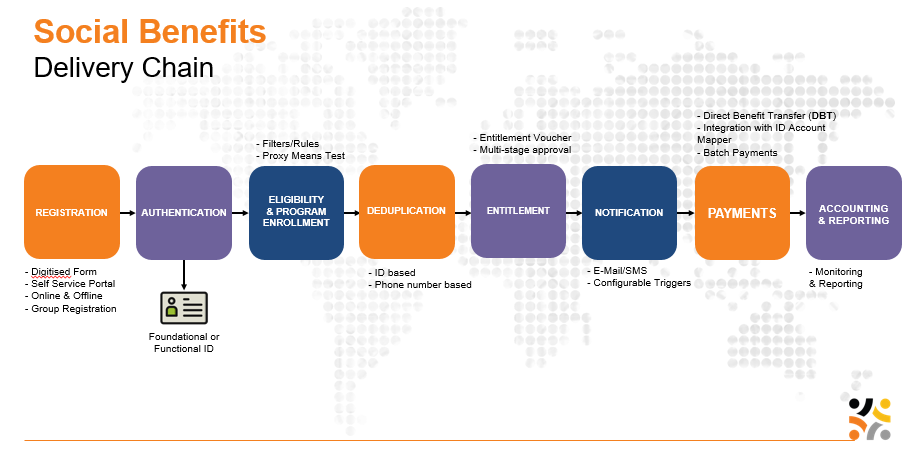 Social Benefits
Delivery Chain
- Filters/Rules
- Proxy Means Test
- Entitlement Voucher
- Multi-stage approval
- Direct Benefit Transfer (DBT)
- Integration with ID Account
Mapper
- Batch Payments
REGISTRATION
AUTHENTICATION
ELIGIBILITY
& PROGRAM
ENROLLMENT
DEDUPLICATION
ENTITLEMENT
NOTIFICATION
PAYMENTS
ACCOUNTING
& REPORTING
- Digitised Form
- Self Service Portal
- Online & Offline
- Group Registration
Foundational or
Functional ID
- ID based
- Phone number based
- E-Mail/SMS
- Configurable Triggers
- Monitoring
& Reporting